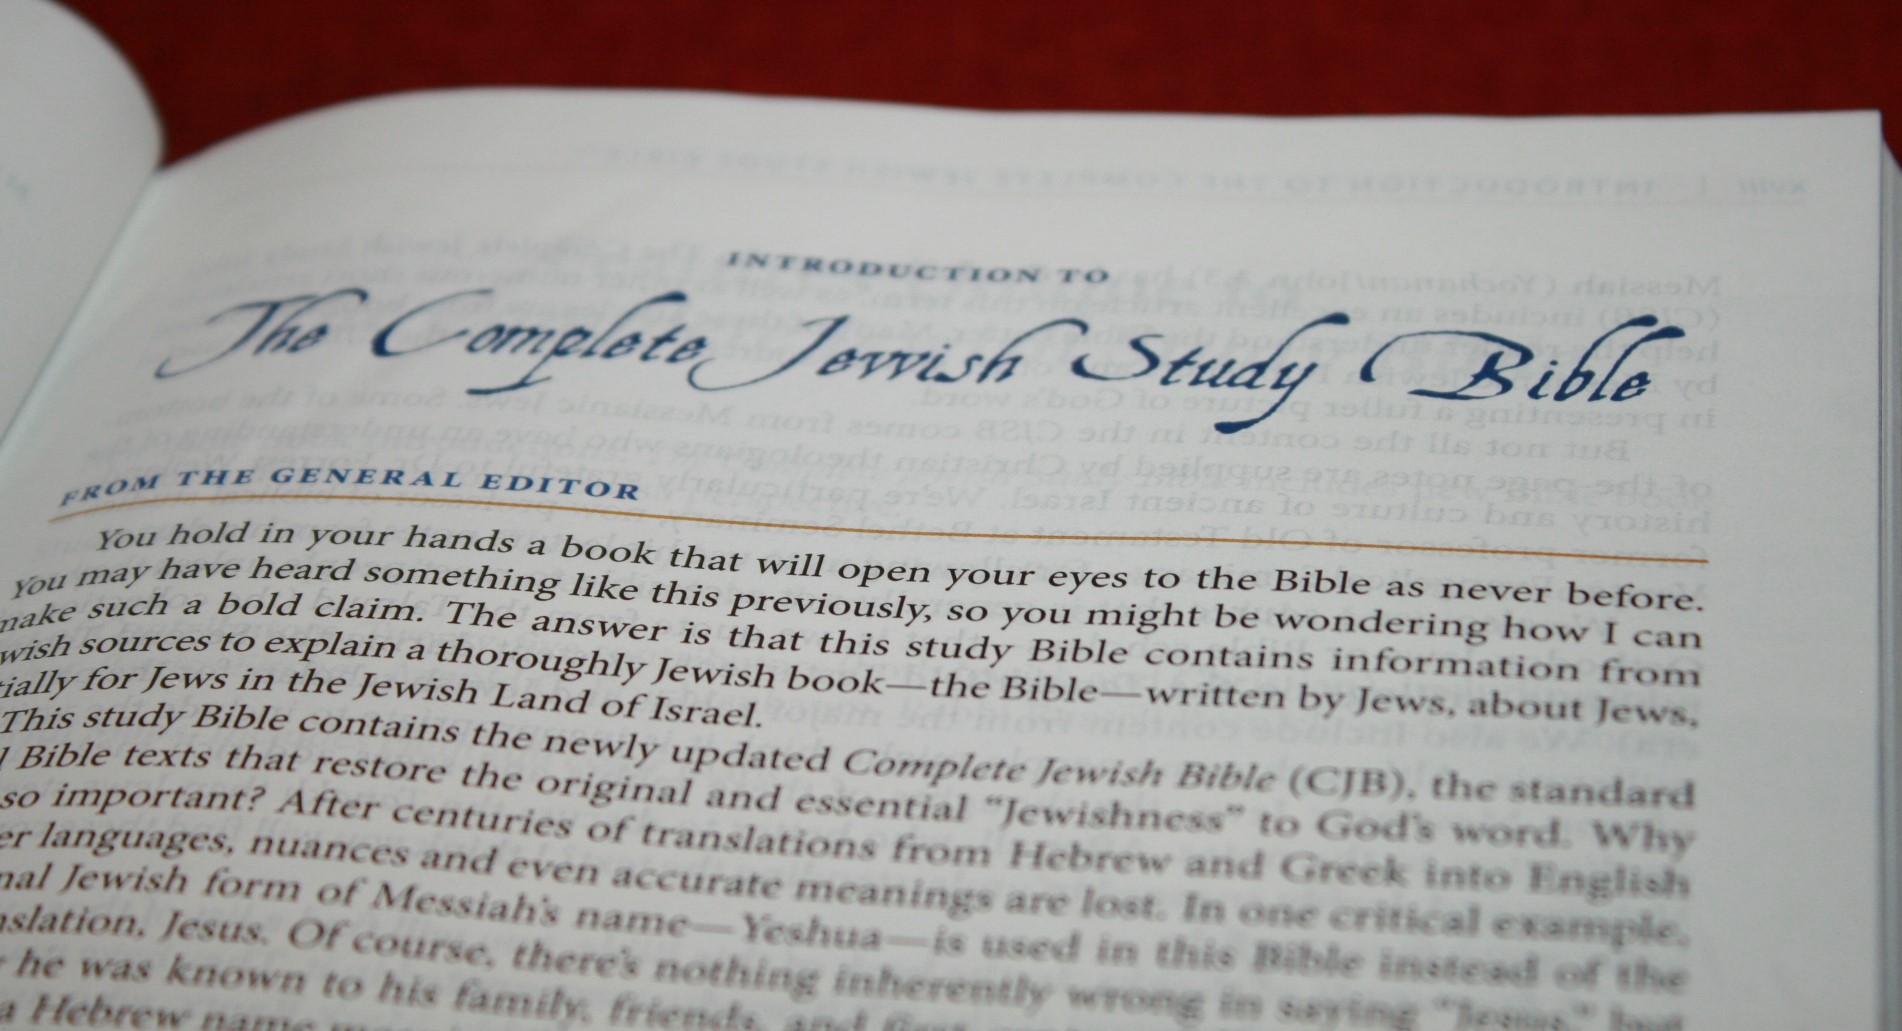 INTRODUCTION TO
The Complete Jewish Study Bible
FROM THE GENERAL EDITOR
You hold in your hands a book that will open your eyes to the Bible as never before.
You may have heard something like this previously, so you might be wondering how I can
make such a bold claim. The answer is that this study Bible contains information from
wish sources to explain a thoroughly Jewish book—the Bible—written by Jews, about Jews,
tially for Jews in the Jewish Land of Israel.
This study Bible contains the newly updated Complete Jewish Bible (CJB), the standard
l Bible texts that restore the original and essential “Jewishness” to God's word. Why
so important? After centuries of translations from Hebrew and Greek into English
er languages, nuances and even accurate meanings are lost. In one critical example,
nal Jewish form of Messiah's name—Yeshua—is used in this Bible instead of the
nslation, Jesus. Of course, there's nothing inherently wrong in saying “Jesus,” but
he was known to his family, friends, and first
a Hebrew name